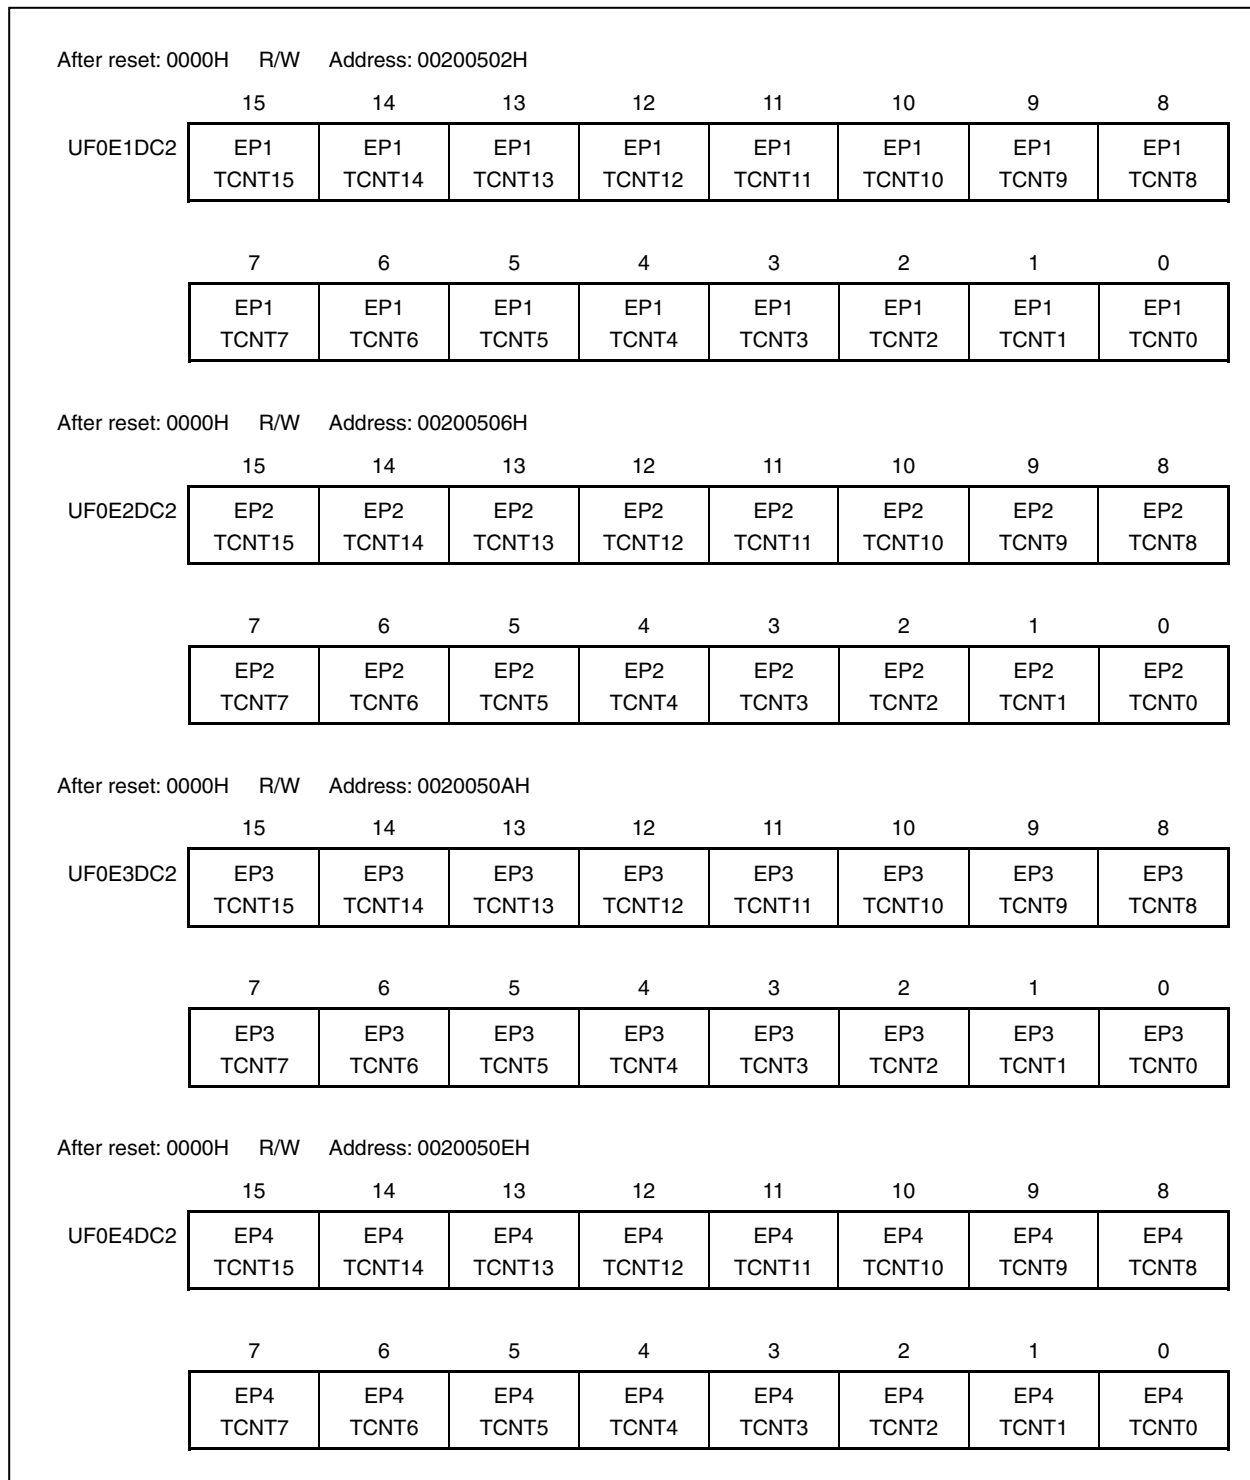 After reset: 0000H R/W Address: 00200502H
15 14 13 12 11 10 9 8
UF0E1DC2 EP1 EP1 EP1 EP1 EP1 EP1 EP1 EP1
TCNT15 TCNT14 TCNT13 TCNT12 TCNT11 TCNT10 TCNT9 TCNT8
7 6 5 4 3 2 1 0
EP1 EP1 EP1 EP1 EP1 EP1 EP1 EP1
TCNT7 TCNT6 TCNT5 TCNT4 TCNT3 TCNT2 TCNT1 TCNT0
After reset: 0000H R/W Address: 00200506H
15 14 13 12 11 10 9 8
UF0E2DC2 EP2 EP2 EP2 EP2 EP2 EP2 EP2 EP2
TCNT15 TCNT14 TCNT13 TCNT12 TCNT11 TCNT10 TCNT9 TCNT8
7 6 5 4 3 2 1 0
EP2 EP2 EP2 EP2 EP2 EP2 EP2 EP2
TCNT7 TCNT6 TCNT5 TCNT4 TCNT3 TCNT2 TCNT1 TCNT0
After reset: 0000H R/W Address: 0020050AH
15 14 13 12 11 10 9 8
UF0E3DC2 EP3 EP3 EP3 EP3 EP3 EP3 EP3 EP3
TCNT15 TCNT14 TCNT13 TCNT12 TCNT11 TCNT10 TCNT9 TCNT8
7 6 5 4 3 2 1 0
EP3 EP3 EP3 EP3 EP3 EP3 EP3 EP3
TCNT7 TCNT6 TCNT5 TCNT4 TCNT3 TCNT2 TCNT1 TCNT0
After reset: 0000H R/W Address: 0020050EH
15 14 13 12 11 10 9 8
UF0E4DC2 EP4 EP4 EP4 EP4 EP4 EP4 EP4 EP4
TCNT15 TCNT14 TCNT13 TCNT12 TCNT11 TCNT10 TCNT9 TCNT8
7 6 5 4 3 2 1 0
EP4 EP4 EP4 EP4 EP4 EP4 EP4 EP4
TCNT7 TCNT6 TCNT5 TCNT4 TCNT3 TCNT2 TCNT1 TCNT0